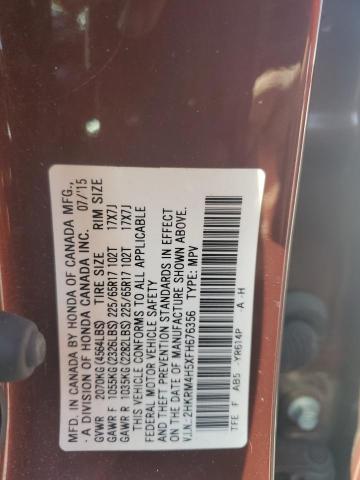 MFD. IN CANADA BY HONDA OF CANADA MFG.,
A DIVISION OF HONDA CANADA INC. 07/15
GVWR 2070KG(4564LBS) TIRE SIZE RIM SIZE
GAWR F 1055KG(2326LBS) 225/65R17 102T 17X7J
GAWR R 1035KG(2282LBS) 225/65R17 102T 17X7J
THIS VEHICLE CONFORMS TO ALL APPLICABLE
FEDERAL MOTOR VEHICLE SAFETY
AND THEFT PREVENTION STANDARDS IN EFFECT
ON THE DATE OF MANUFACTURE SHOWN ABOVE.
V.I.N.:2HKRM4H5XFH676356 TYPE: MPV
TFE F AB5 YR614P A -H